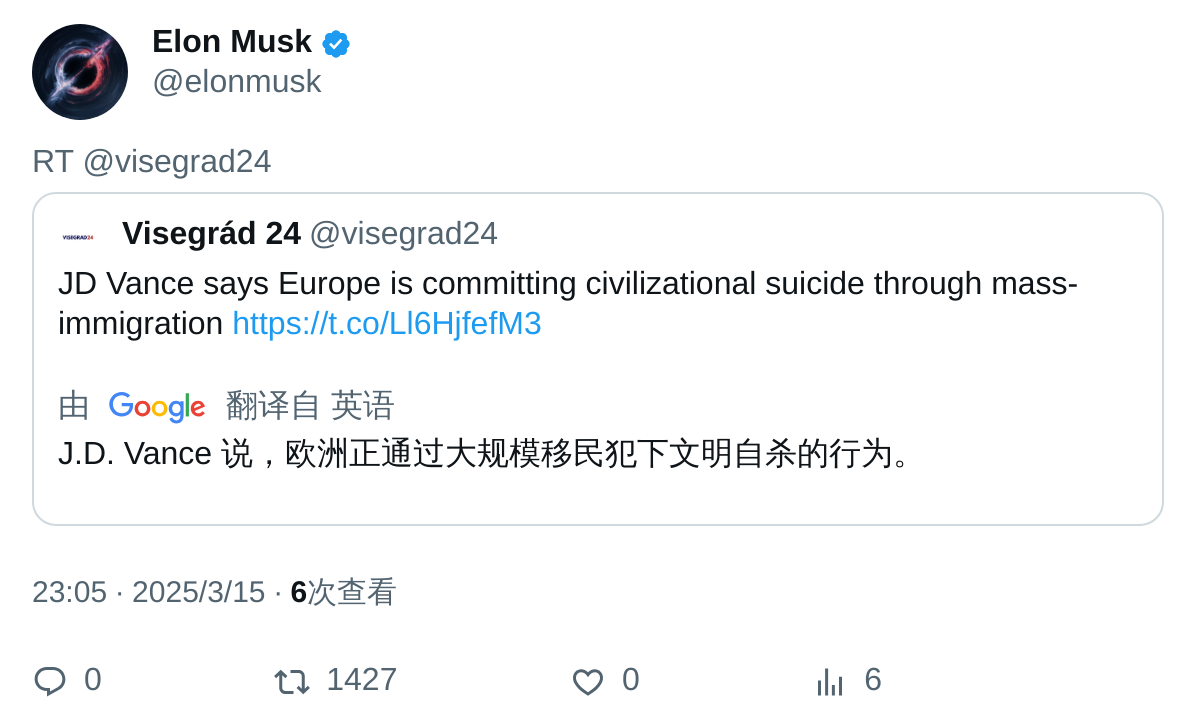 Elon Musk
@elonmusk
RT @visegrad24
VISEGRAD24 Visegrád 24 @visegrad24
JD Vance says Europe is committing civilizational suicide through mass-
immigration https://t.co/Ll6HjfefM3
由 Google 翻译自 英语
J.D. Vance 说，欧洲正通过大规模移民犯下文明自杀的行为。
23:05 · 2025/3/15 · 6次查看
0 1427 0 6